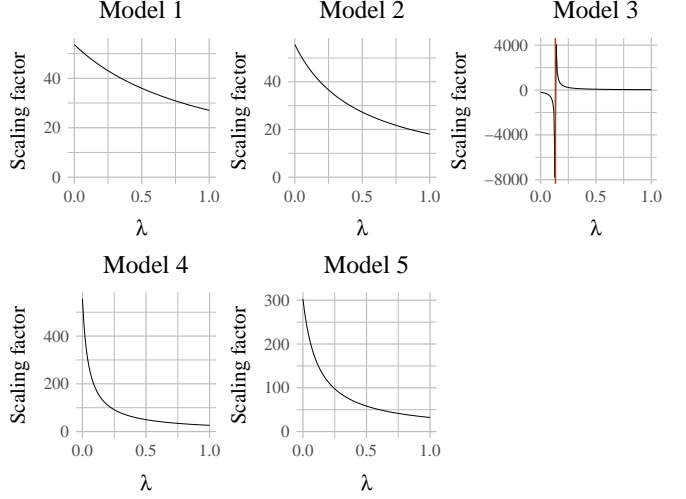 Model 1
Scaling factor
40
20
0
0.0 0.5 1.0
λ
Model 2
Scaling factor
40
20
0
0.0 0.5 1.0
λ
Model 3
Scaling factor
4000
0
−4000
−8000
0.0 0.5 1.0
λ
Model 4
Scaling factor
400
200
0
0.0 0.5 1.0
λ
Model 5
Scaling factor
300
200
100
0
0.0 0.5 1.0
λ